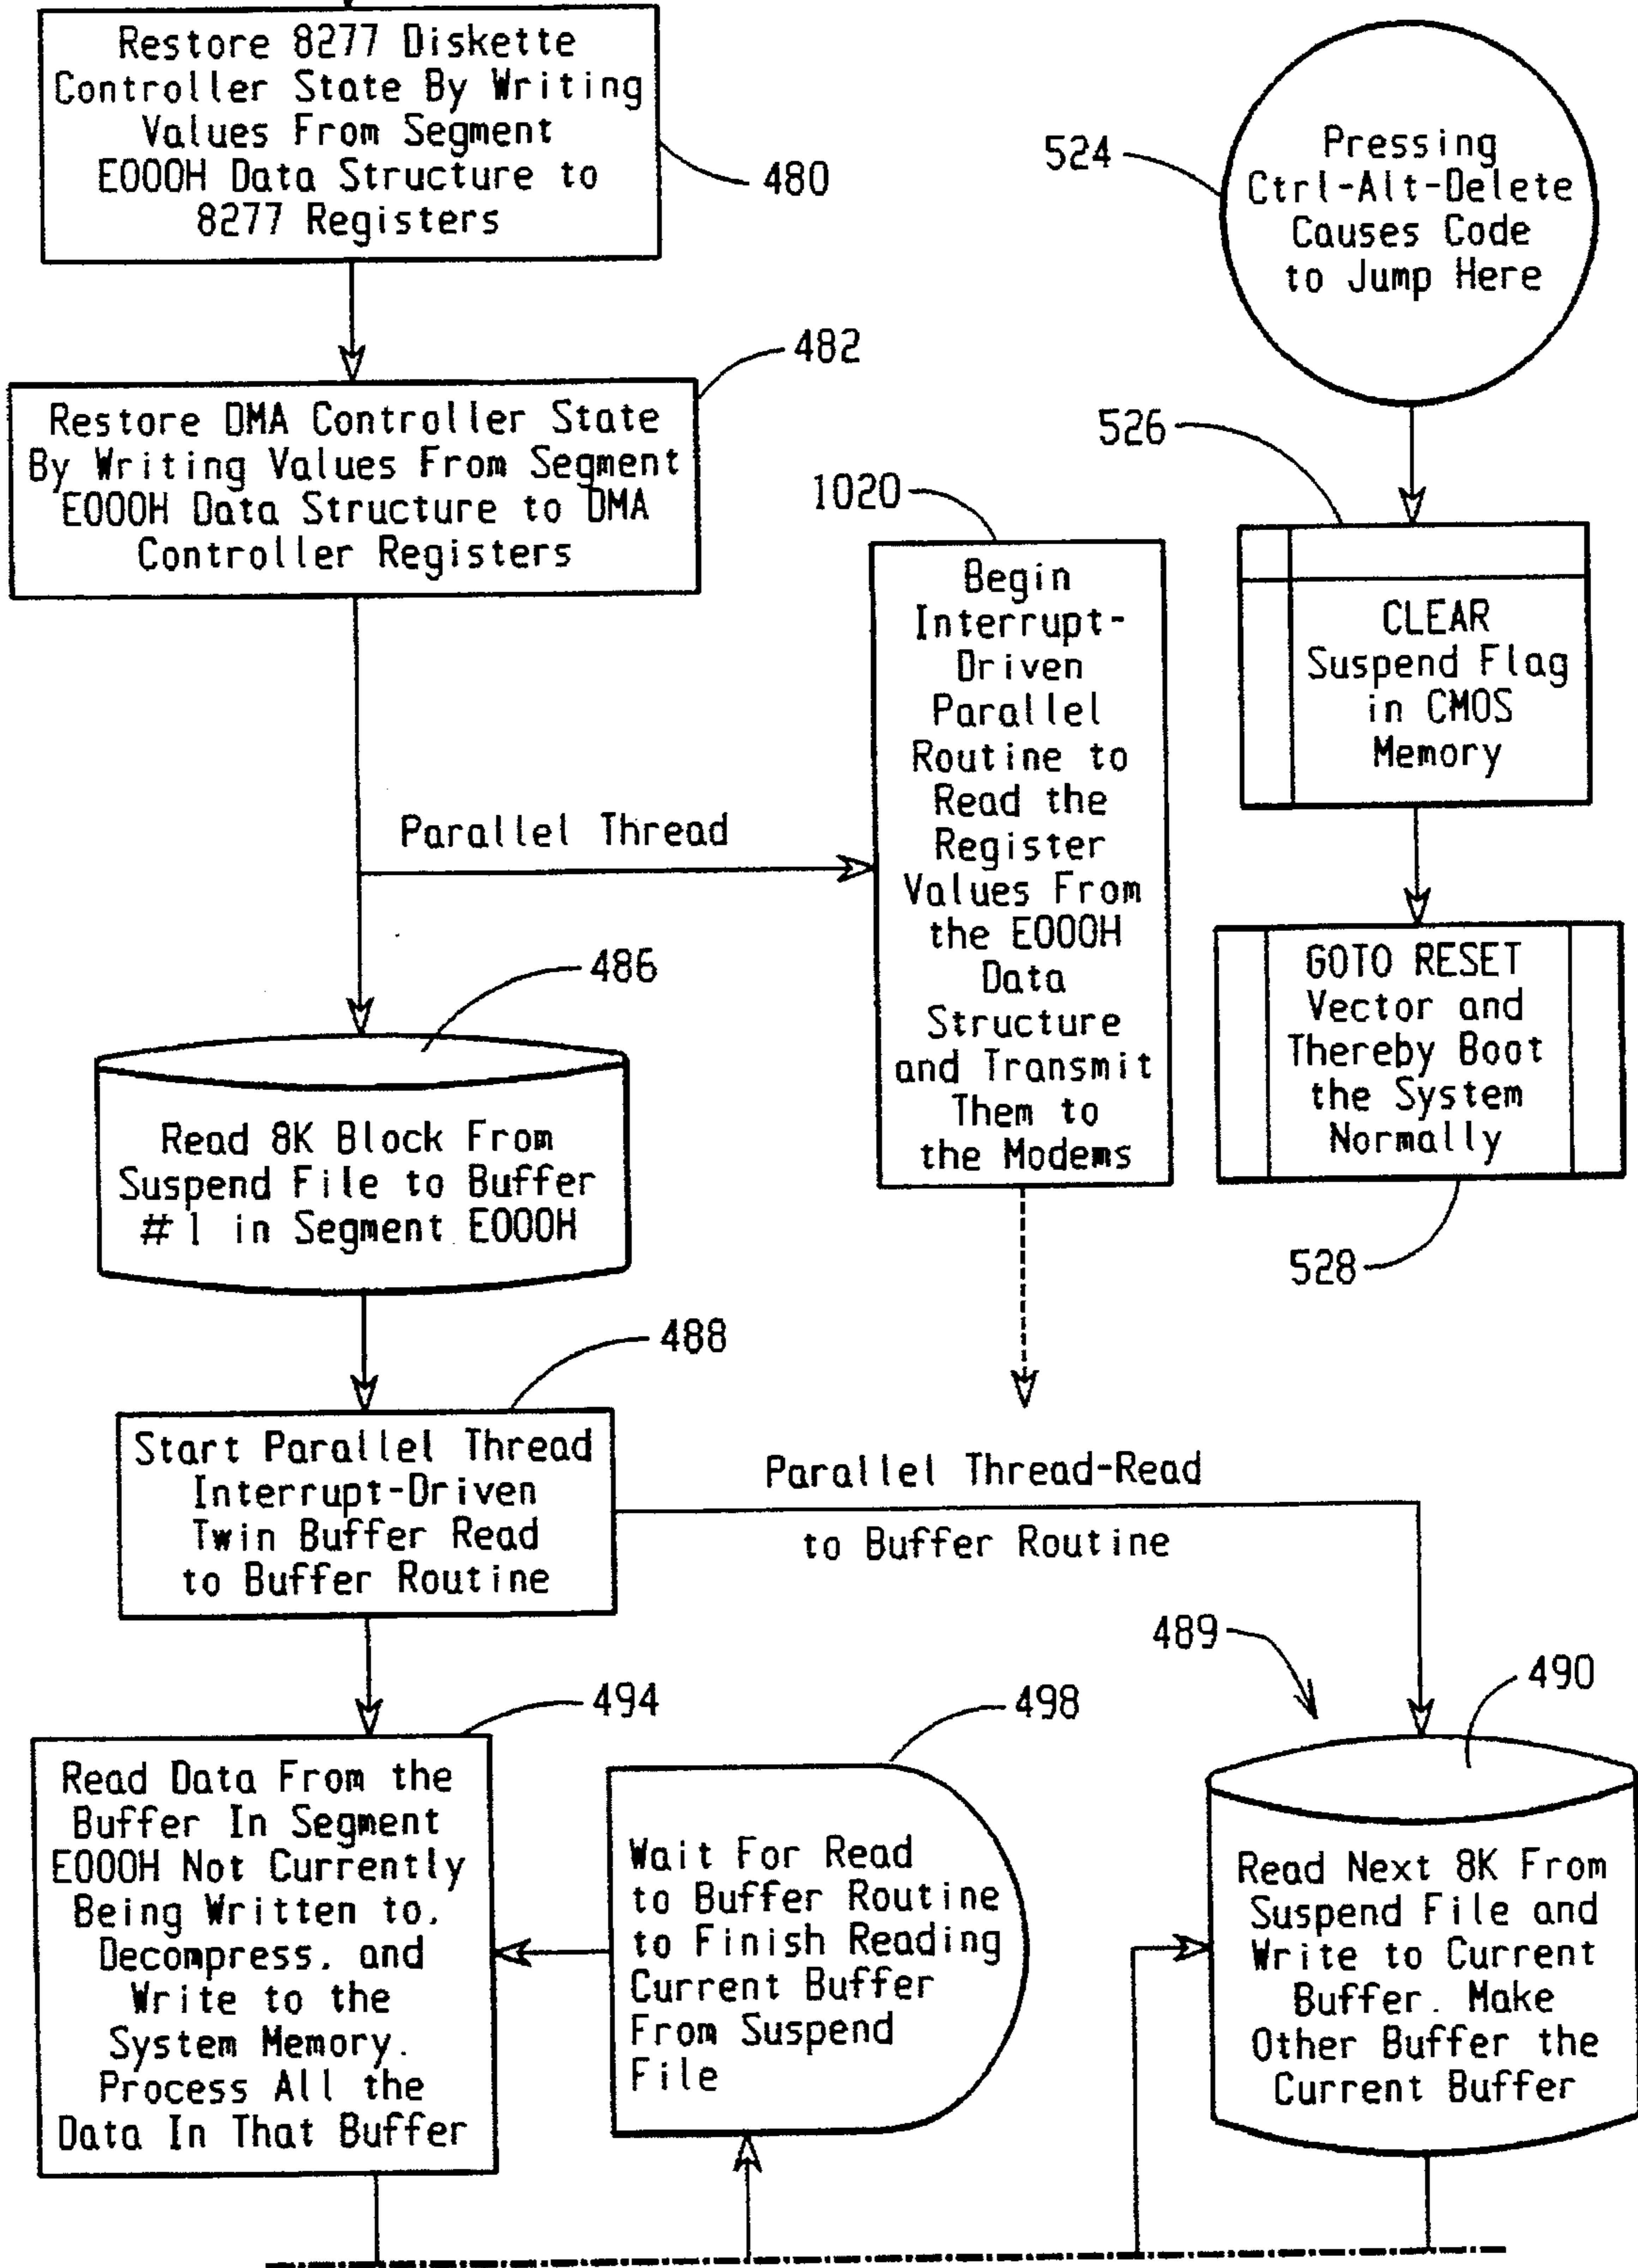 Restore 8277 Diskette
Controller State By Writing
Values From Segment
E000H Data Structure to
8277 Registers
480
Restore DMA Controller State
By Writing Values From Segment
E000H Data Structure to DMA
Controller Registers
482
Parallel Thread
1020
Begin
Interrupt-
Driven
Parallel
Routine to
Read the
Register
Values From
the E000H
Data
Structure
and Transmit
Them to
the Modems
524
Pressing
Ctrl-Alt-Delete
Causes Code
to Jump Here
526
CLEAR
Suspend Flag
in CMOS
Memory
GOTO RESET
Vector and
Thereby Boot
the System
Normally
528
486
Read 8K Block From
Suspend File to Buffer
#1 in Segment E000H
488
Start Parallel Thread
Interrupt-Driven
Twin Buffer Read
to Buffer Routine
Parallel Thread-Read
to Buffer Routine
489
490
494
Read Data From the
Buffer In Segment
E000H Not Currently
Being Written to,
Decompress, and
Write to the
System Memory.
Process All the
Data In That Buffer
498
Wait For Read
to Buffer Routine
to Finish Reading
Current Buffer
From Suspend
File
Read Next 8K From
Suspend File and
Write to Current
Buffer. Make
Other Buffer the
Current Buffer